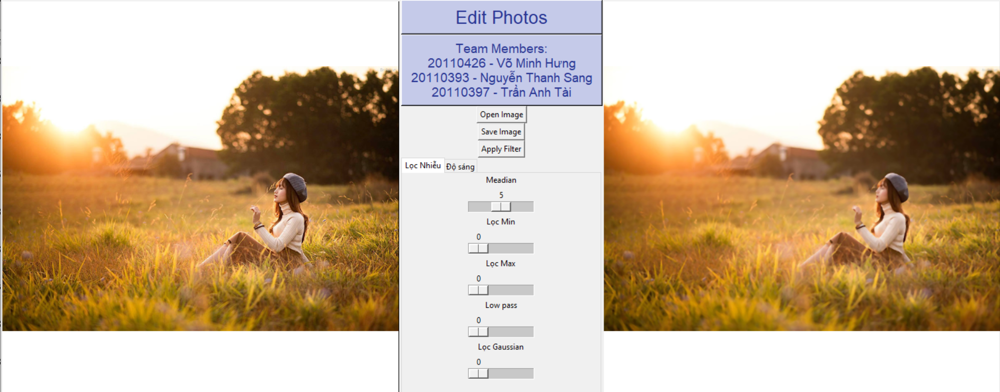 Edit Photos
Team Members:
20110426 - Võ Minh Hưng
20110393 - Nguyễn Thanh Sang
20110397 - Trần Anh Tài
Open Image
Save Image
Apply Filter
Lọc Nhiễu Độ sáng
Meadian
5
Lọc Min
0
Lọc Max
0
Low pass
0
Lọc Gaussian
0